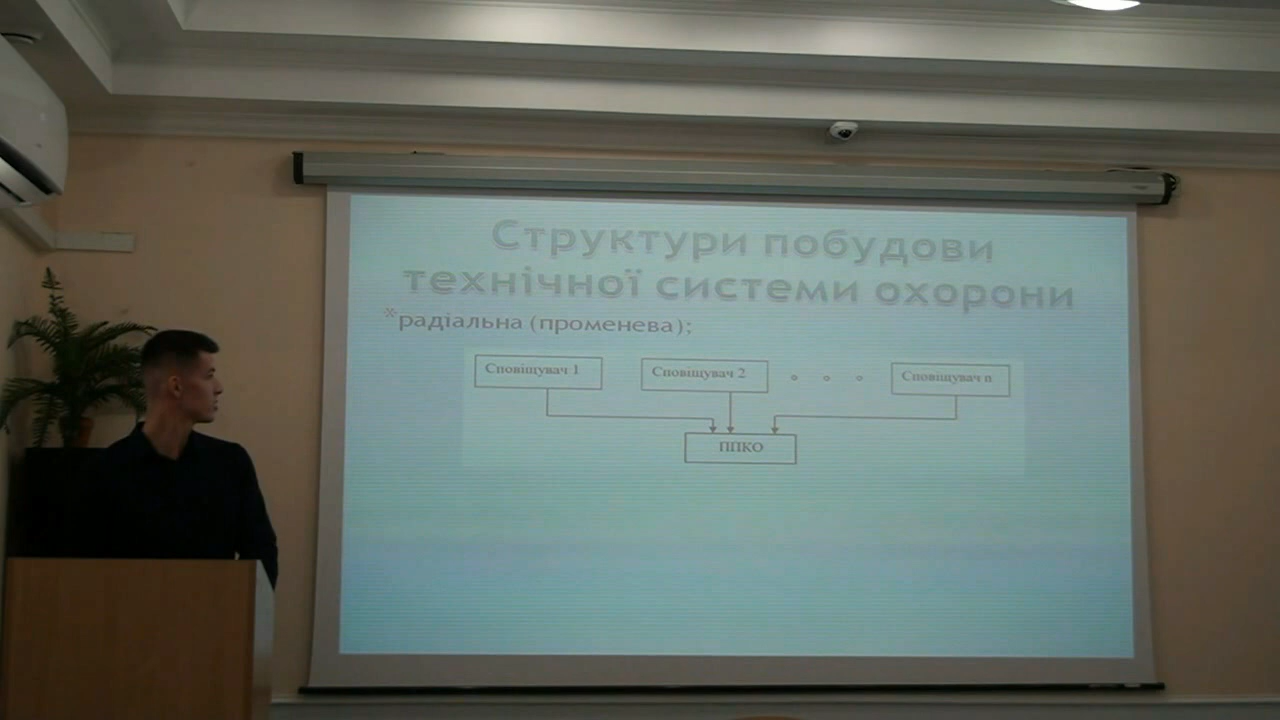 Структури побудови
технічної системи охорони
*радіальна (променева);
Сповіщувач 1
Сповіщувач 2
Сповіщувач n
ППКО